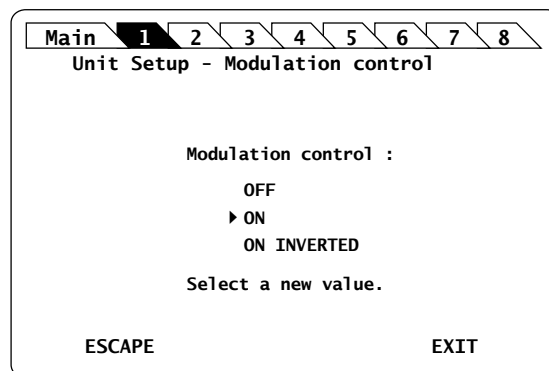 Main 1 2 3 4 5 6 7 8
Unit Setup - Modulation control
Modulation control :
OFF
ON
ON INVERTED
Select a new value.
ESCAPE EXIT